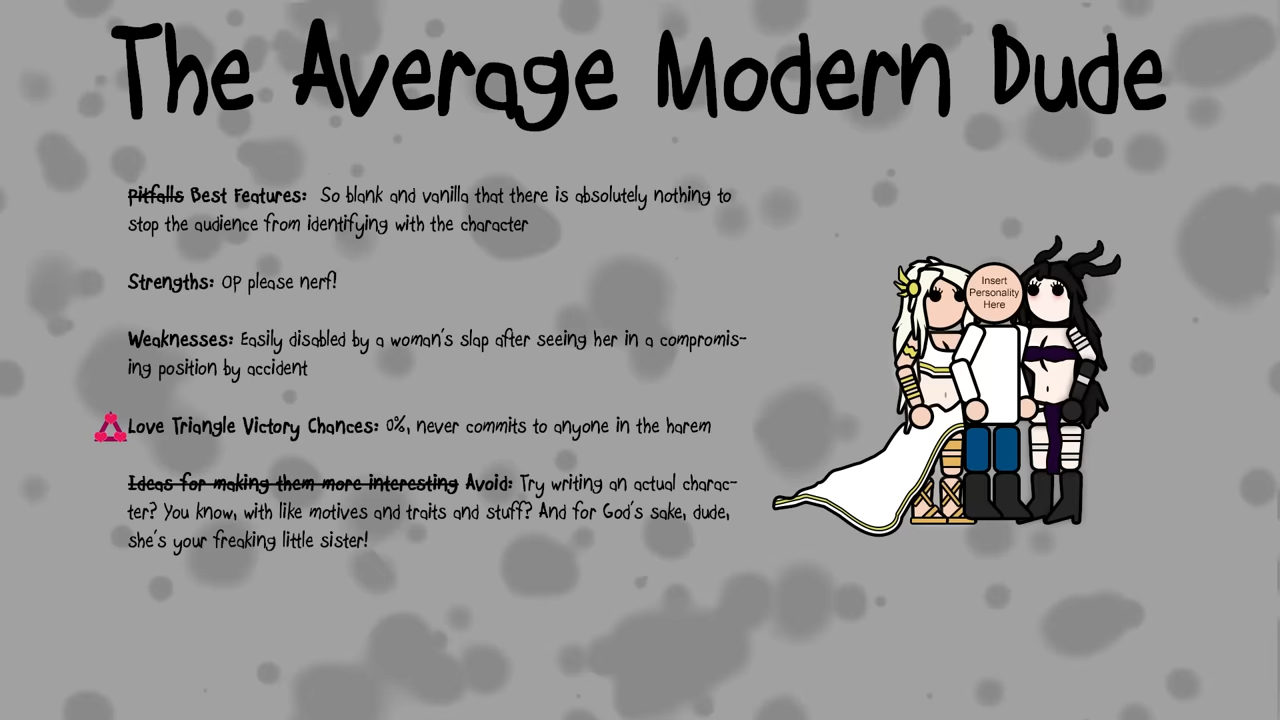 The Average Modern Dude
Pitfalls Best Features: So blank and vanilla that there is absolutely nothing to
stop the audience from identifying with the character
Strengths: OP please nerf!
Weaknesses: Easily disabled by a woman's slap after seeing her in a compromis-
ing position by accident
Love Triangle Victory Chances: 0%, never commits to anyone in the harem
Ideas for making them more interesting Avoid: Try writing an actual charac-
ter? You know, with like motives and traits and stuff? And for God's sake, dude,
she's your freaking little sister!
Insert
Personality
Here